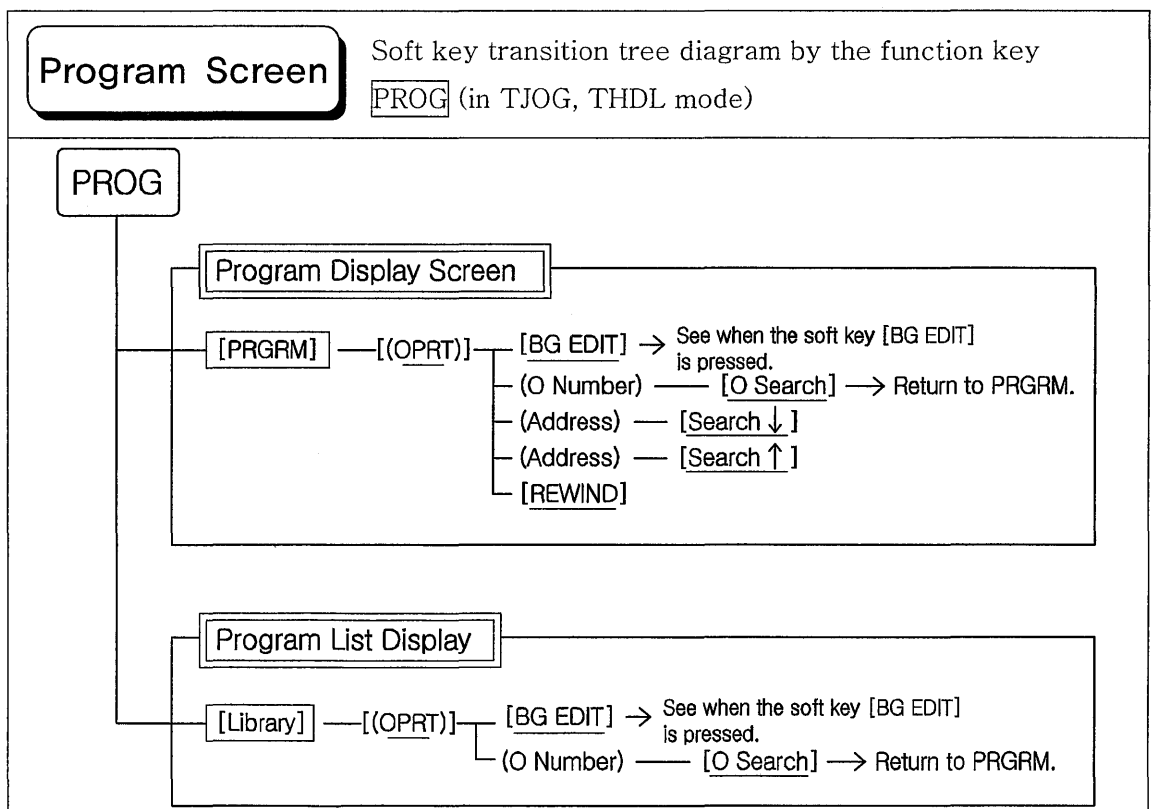 Program Screen
Soft key transition tree diagram by the function key
PROG (in TJOG, THDL mode)
PROG
Program Display Screen
[PRGRM] [(OPRT)] [BG EDIT] → See when the soft key [BG EDIT]
is pressed.
(O Number) [O Search] → Return to PRGRM.
(Address) [Search ↓]
(Address) [Search ↑]
[REWIND]
Program List Display
[Library] [(OPRT)] [BG EDIT] → See when the soft key [BG EDIT]
is pressed.
(O Number) [O Search] → Return to PRGRM.